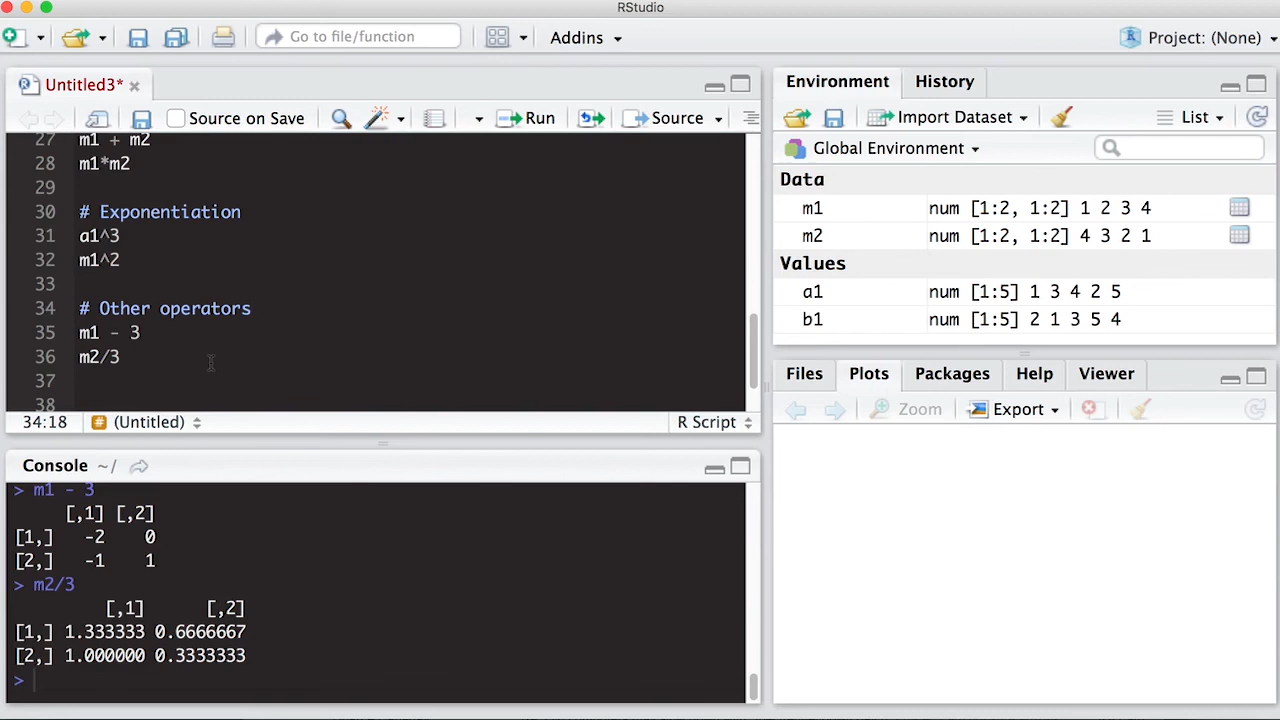 RStudio
Go to file/function
Addins
Project: (None)
Untitled3*
Source on Save
Run
Source
27 m1 + m2
28 m1*m2
29
30 # Exponentiation
31 a1^3
32 m1^2
33
34 # Other operators
35 m1 - 3
36 m2/3
37
38
34:18
(Untitled)
R Script
Console ~/
> m1 - 3
[,1] [,2]
[1,] -2 0
[2,] -1 1
> m2/3
[,1] [,2]
[1,] 1.333333 0.6666667
[2,] 1.000000 0.3333333
>
Environment History
Import Dataset
List
Global Environment
Data
m1 num [1:2, 1:2] 1 2 3 4
m2 num [1:2, 1:2] 4 3 2 1
Values
a1 num [1:5] 1 3 4 2 5
b1 num [1:5] 2 1 3 5 4
Files Plots Packages Help Viewer
Zoom Export